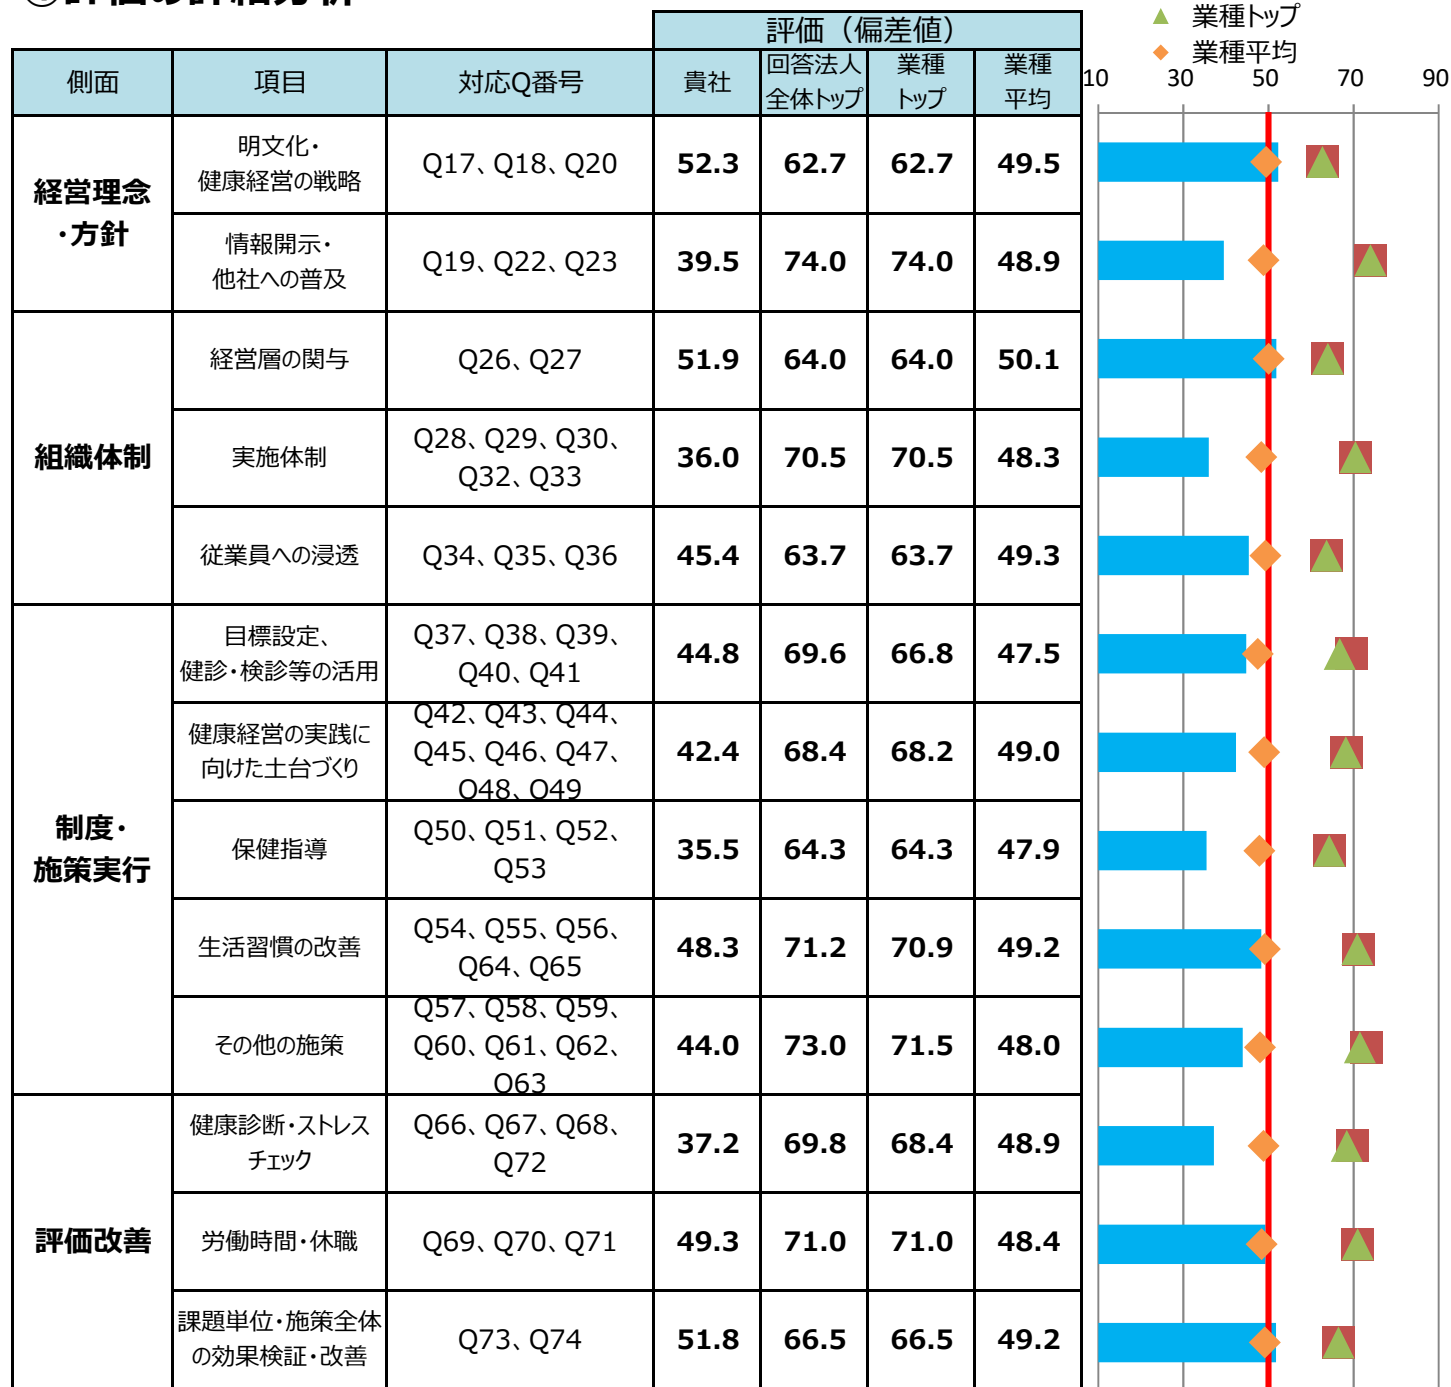 ①評価の詳細分析
▲ 業種トップ
◆ 業種平均
評価（偏差値）
側面 項目 対応Q番号 貴社 回答法人 業種 業種
全体トップ トップ 平均
10 30 50 70 90
経営理念
・方針
明文化・
健康経営の戦略
Q17、Q18、Q20 52.3 62.7 62.7 49.5
情報開示・
他社への普及
Q19、Q22、Q23 39.5 74.0 74.0 48.9
組織体制
経営層の関与 Q26、Q27 51.9 64.0 64.0 50.1
実施体制
Q28、Q29、Q30、
Q32、Q33
36.0 70.5 70.5 48.3
従業員への浸透 Q34、Q35、Q36 45.4 63.7 63.7 49.3
制度・
施策実行
目標設定、
健診・検診等の活用
Q37、Q38、Q39、
Q40、Q41
44.8 69.6 66.8 47.5
健康経営の実践に
向けた土台づくり
Q42、Q43、Q44、
Q45、Q46、Q47、
Q48、Q49
42.4 68.4 68.2 49.0
保健指導
Q50、Q51、Q52、
Q53
35.5 64.3 64.3 47.9
生活習慣の改善
Q54、Q55、Q56、
Q64、Q65
48.3 71.2 70.9 49.2
その他の施策
Q57、Q58、Q59、
Q60、Q61、Q62、
Q63
44.0 73.0 71.5 48.0
評価改善
健康診断・ストレス
チェック
Q66、Q67、Q68、
Q72
37.2 69.8 68.4 48.9
労働時間・休職 Q69、Q70、Q71 49.3 71.0 71.0 48.4
課題単位・施策全体
の効果検証・改善
Q73、Q74 51.8 66.5 66.5 49.2